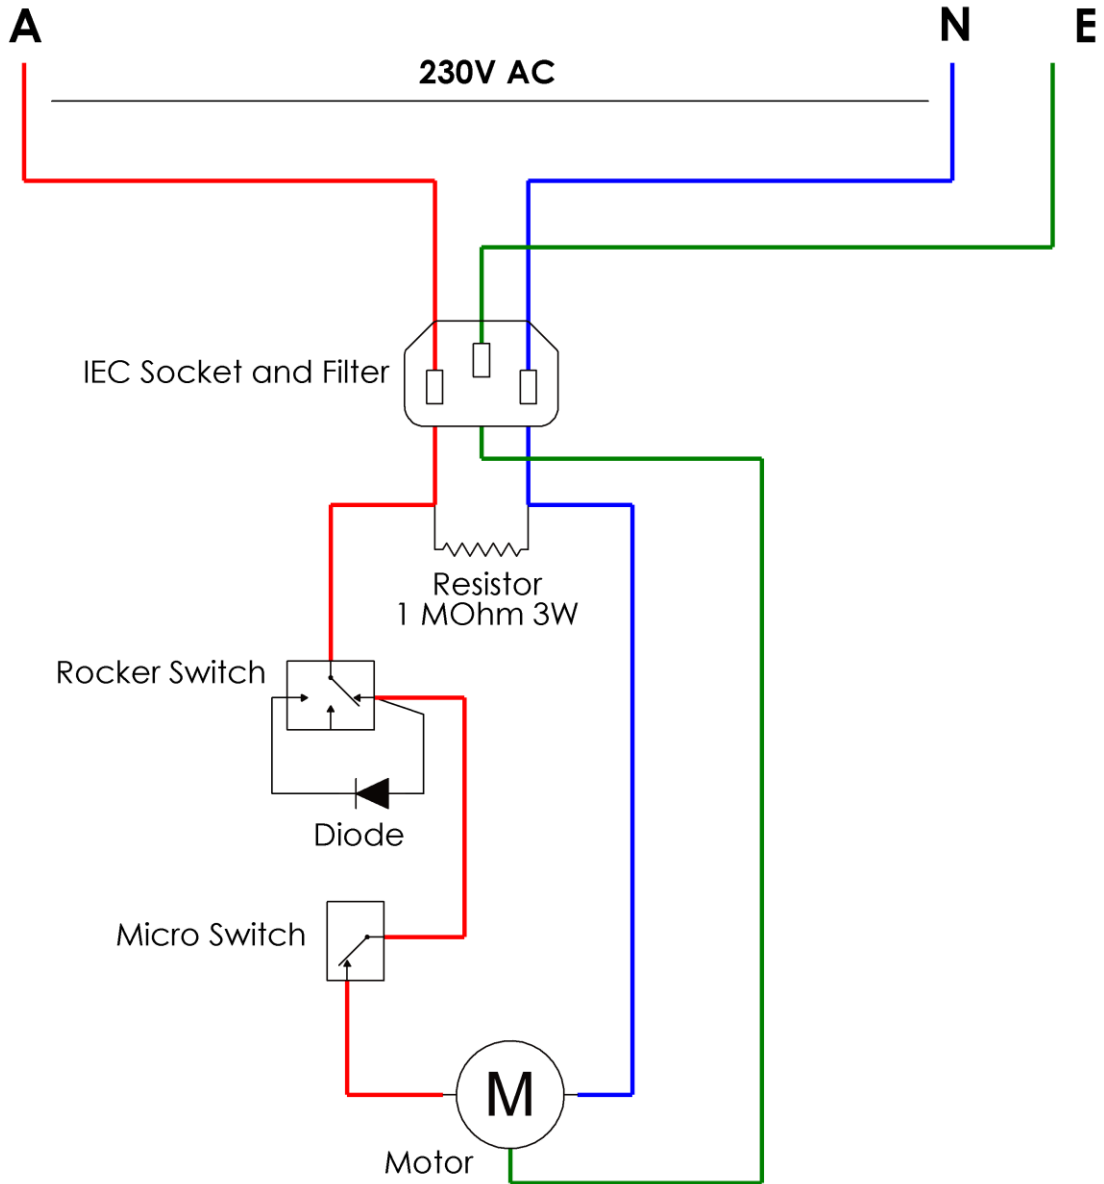 A
N
E
230V AC
IEC Socket and Filter
Resistor
1 MOhm 3W
Rocker Switch
Diode
Micro Switch
M
Motor